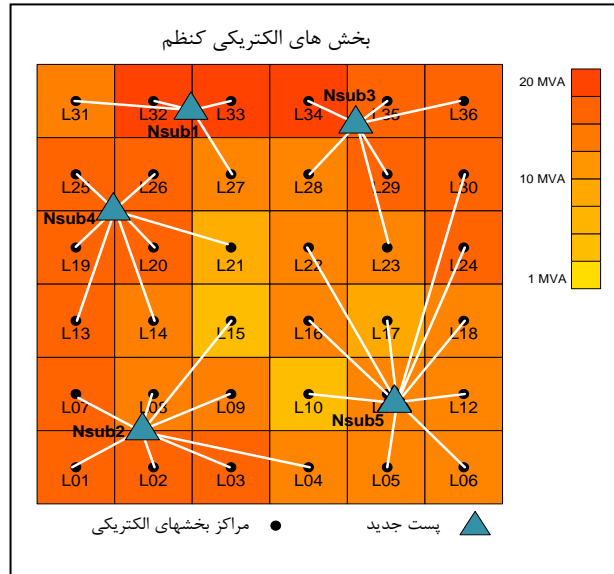 بخش های الکتریکی کنظم
20 MVA
10 MVA
1 MVA
L31 L32 L33 L34 L35 L36
Nsub1
Nsub3
L25 L26 L27 L28 L29 L30
Nsub4
L19 L20 L21 L22 L23 L24
L13 L14 L15 L16 L17 L18
L07 L08 L09 L10 L12
Nsub2
Nsub5
L01 L02 L03 L04 L05 L06
مراکز بخشهای الکتریکی
پست جدید